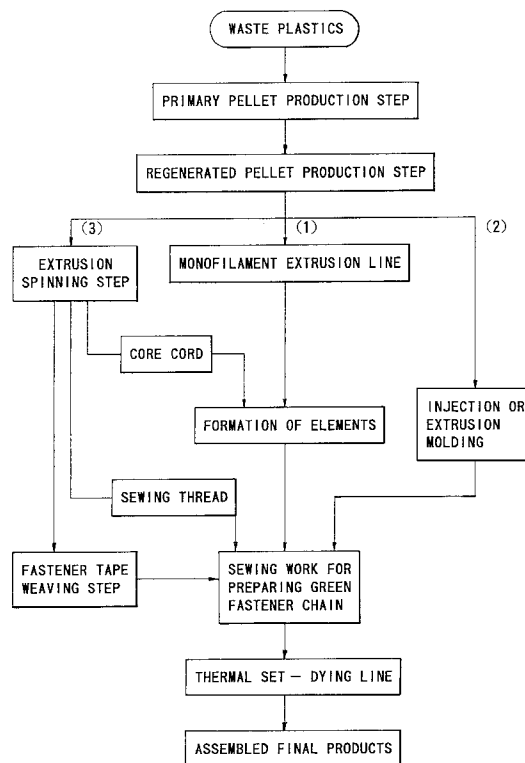 WASTE PLASTICS
PRIMARY PELLET PRODUCTION STEP
REGENERATED PELLET PRODUCTION STEP
(3)
(1)
(2)
EXTRUSION
SPINNING STEP
MONOFILAMENT EXTRUSION LINE
CORE CORD
INJECTION OR
EXTRUSION
MOLDING
FORMATION OF ELEMENTS
SEWING THREAD
FASTENER TAPE
WEAVING STEP
SEWING WORK FOR
PREPARING GREEN
FASTENER CHAIN
THERMAL SET — DYING LINE
ASSEMBLED FINAL PRODUCTS